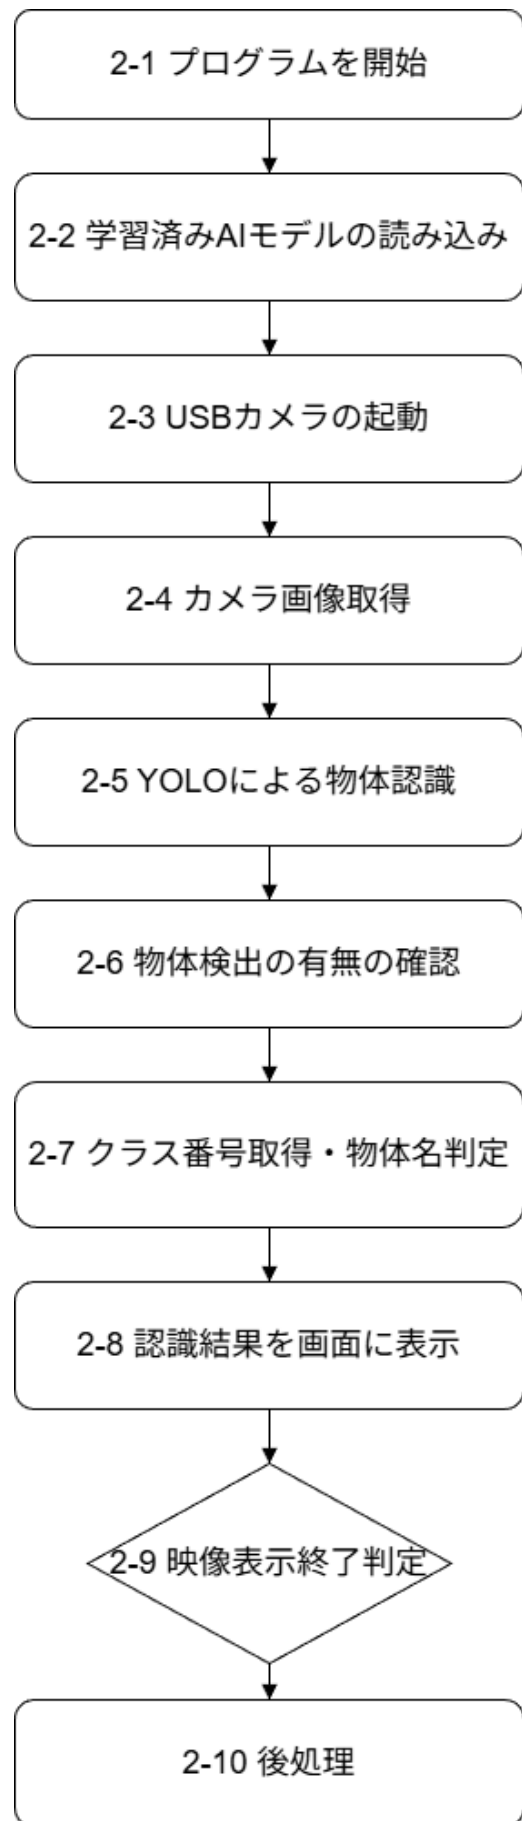 2-1 プログラムを開始
2-2 学習済みAIモデルの読み込み
2-3 USBカメラの起動
2-4 カメラ画像取得
2-5 YOLOによる物体認識
2-6 物体検出の有無の確認
2-7 クラス番号取得・物体名判定
2-8 認識結果を画面に表示
2-9 映像表示終了判定
2-10 後処理